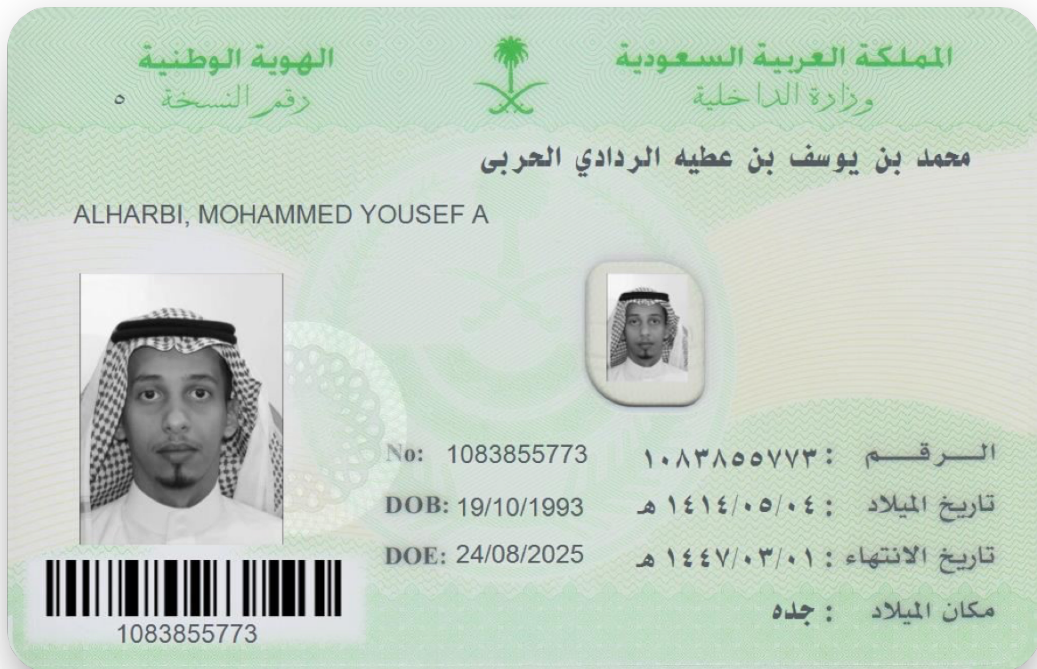 المملكة العربية السعودية
وزارة الداخلية
الهوية الوطنية
رقم النسخة ٥
محمد بن يوسف بن عطيه الردادي الحربى
ALHARBI, MOHAMMED YOUSEF A
الـــرقـــــم : ١٠٨٣٨٥٥٧٧٣ No: 1083855773
تاريخ الميلاد : ١٤١٤/٠٥/٠٤ هـ DOB: 19/10/1993
تاريخ الانتهاء : ١٤٤٧/٠٣/٠١ هـ DOE: 24/08/2025
مكان الميلاد : جده
1083855773